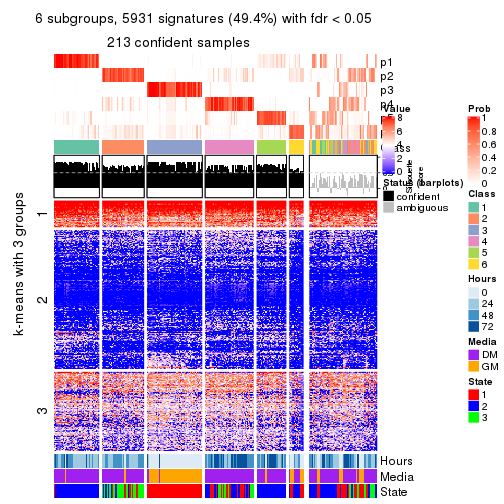 6 subgroups, 5931 signatures (49.4%) with fdr < 0.05
213 confident samples
p1
p2
p3
p4
Value
8
6
4
2
0
Silhouette
score
Status (barplots)
confident
ambiguous
k-means with 3 groups
1
2
3
Hours
Media
State
Prob
1
0.8
0.6
0.4
0.2
0
Class
1
2
3
4
5
6
Hours
0
24
48
72
Media
DM
GM
State
1
2
3